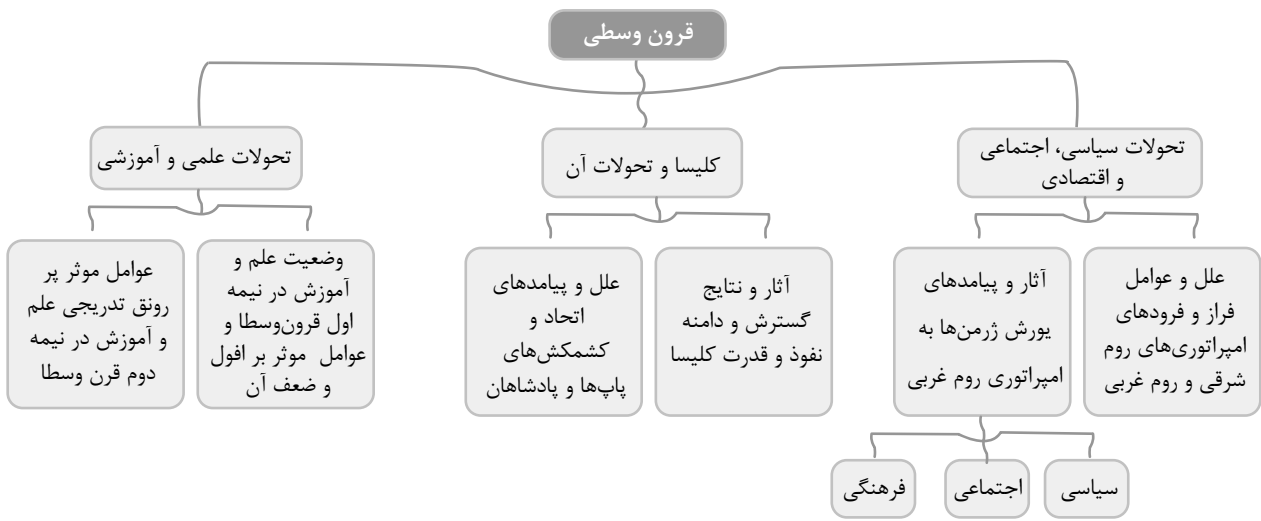 قرون وسطی
تحولات سیاسی، اجتماعی
و اقتصادی
کلیسا و تحولات آن
تحولات علمی و آموزشی
علل و عوامل
فراز و فرودهای
امپراتوری‌های روم
شرقی و روم غربی
آثار و پیامدهای
یورش ژرمن‌ها به
امپراتوری روم غربی
آثار و نتایج
گسترش و دامنه
نفوذ و قدرت کلیسا
علل و پیامدهای
اتحاد و
کشمکش‌های
پاپ‌ها و پادشاهان
وضعیت علم و
آموزش در نیمه
اول قرون‌وسطا و
عوامل موثر بر افول
و ضعف آن
عوامل موثر پر
رونق تدریجی علم
و آموزش در نیمه
دوم قرن وسطا
سیاسی
اجتماعی
فرهنگی